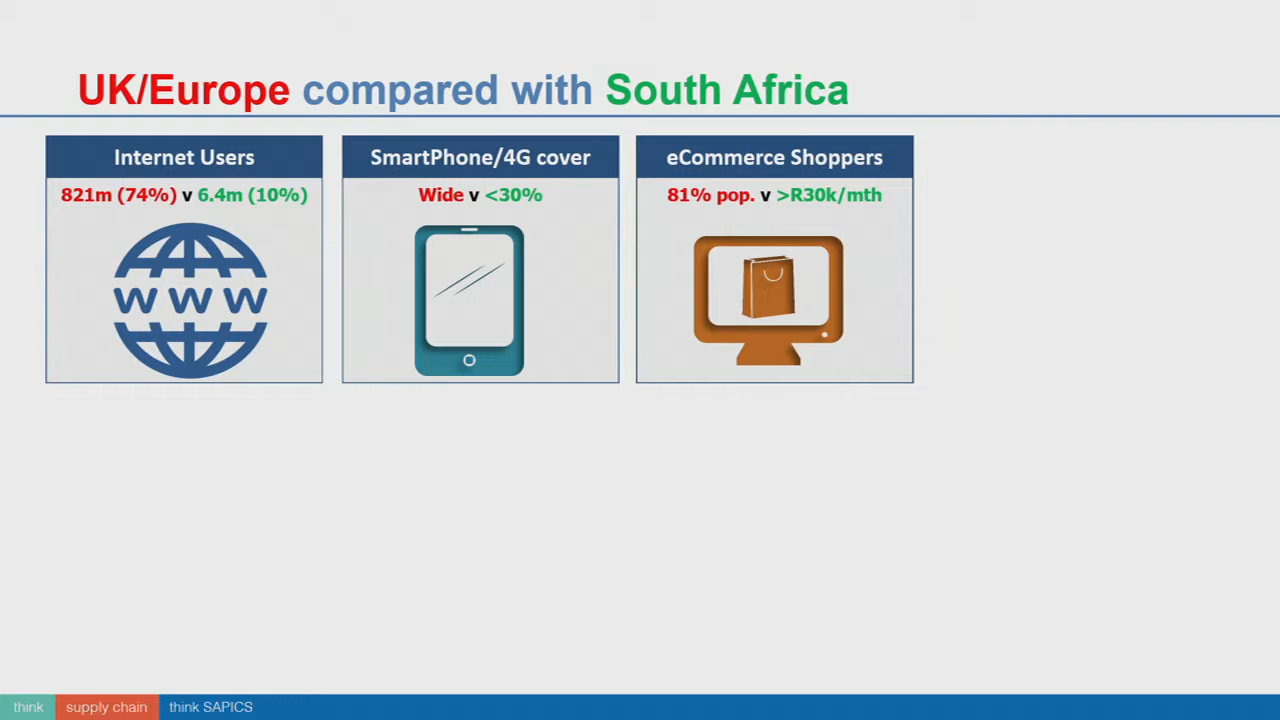 UK/Europe compared with South Africa
Internet Users
821m (74%) v 6.4m (10%)
www
SmartPhone/4G cover
Wide v <30%
eCommerce Shoppers
81% pop. v >R30k/mth
think supply chain think SAPICS